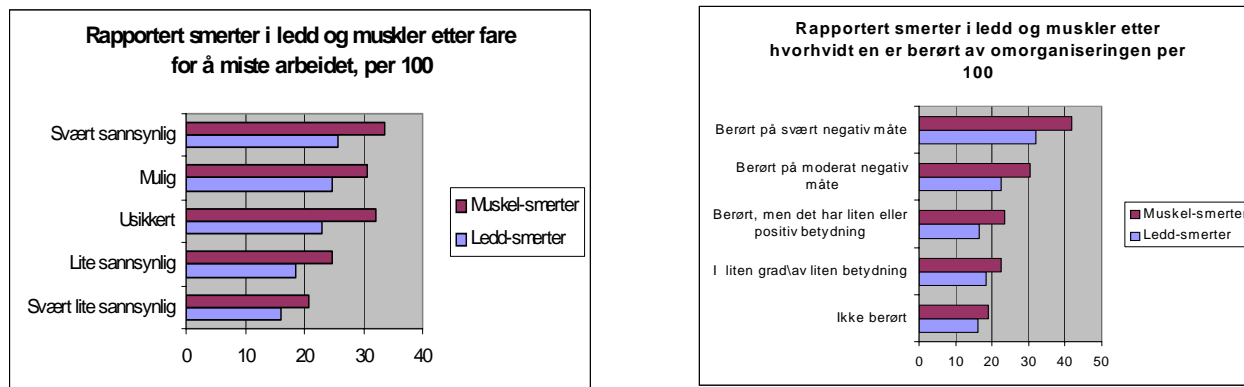 Rapportert smerter i ledd og muskler etter fare
for å miste arbeidet, per 100
Svært sannsynlig
Mulig
Usikkert
Lite sannsynlig
Svært lite sannsynlig
0 10 20 30 40
Muskel-smerter
Ledd-smerter
Rapportert smerter i ledd og muskler etter
hvorhvidt en er berørt av omorganiseringen per
100
Berørt på svært negativ måte
Berørt på moderat negativ
måte
Berørt, men det har liten eller
positiv betydning
I liten grad\av liten betydning
Ikke berørt
0 10 20 30 40 50
Muskel-smerter
Ledd-smerter